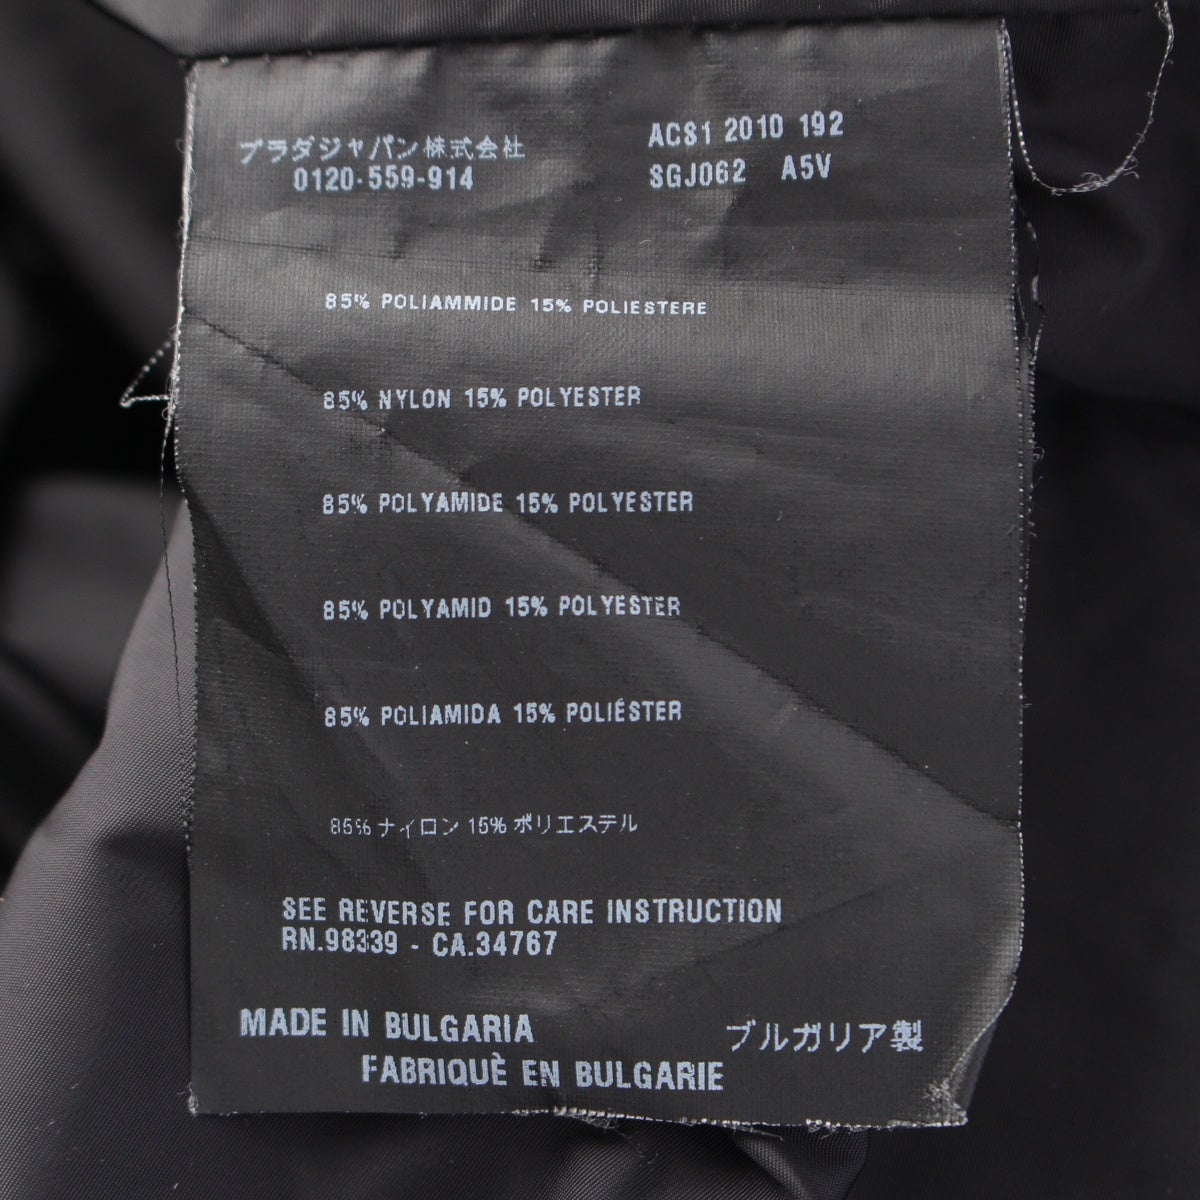 プラダジャパン株式会社
0120-559-914
ACS1 2010 192
SGJ062 A5V
85% POLIAMMIDE 15% POLIESTERE
85% NYLON 15% POLYESTER
85% POLYAMIDE 15% POLYESTER
85% POLYAMID 15% POLYESTER
85% POLIAMIDA 15% POLIÉSTER
85% ナイロン 15% ポリエステル
SEE REVERSE FOR CARE INSTRUCTION
RN.98339 - CA.34767
MADE IN BULGARIA
ブルガリア製
FABRIQUÈ EN BULGARIE